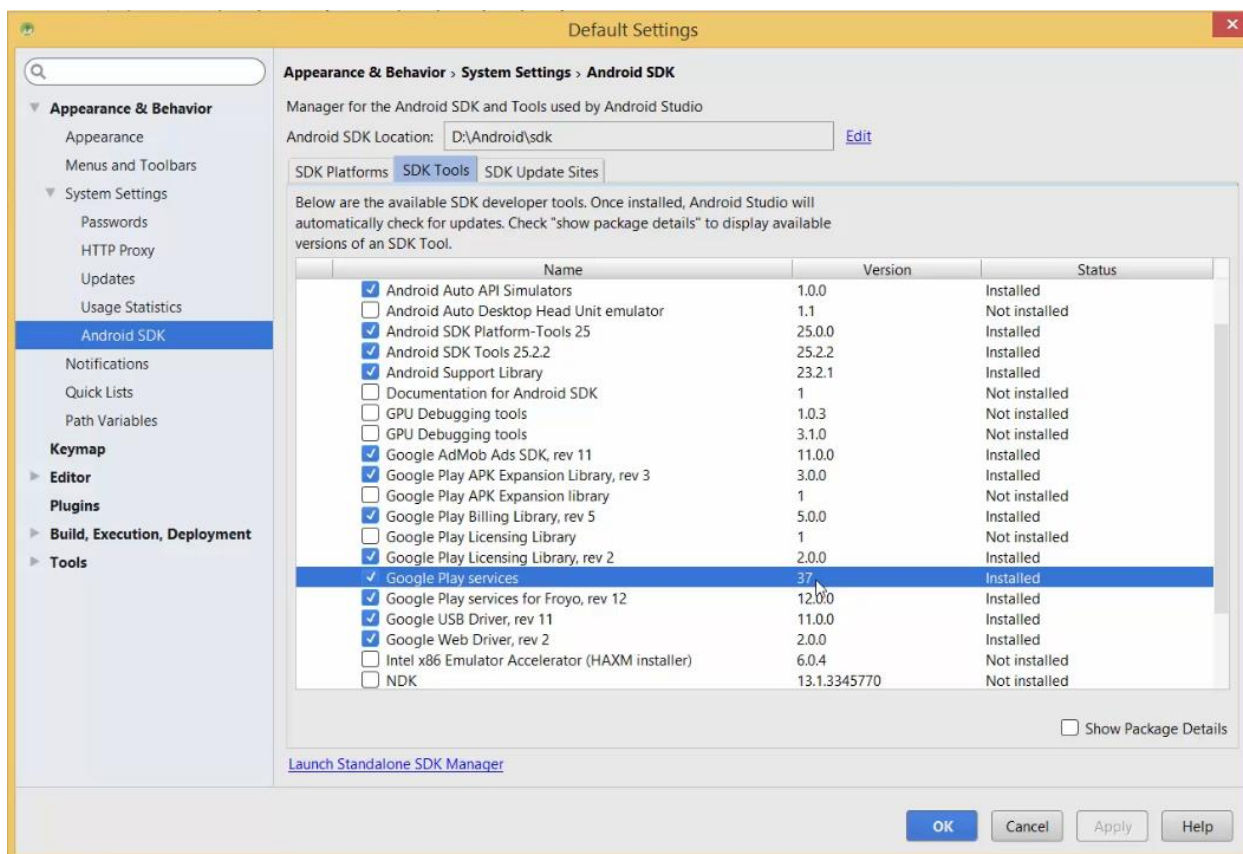 Default Settings
Appearance & Behavior › System Settings › Android SDK
Appearance & Behavior
Appearance
Menus and Toolbars
System Settings
Passwords
HTTP Proxy
Updates
Usage Statistics
Android SDK
Notifications
Quick Lists
Path Variables
Keymap
Editor
Plugins
Build, Execution, Deployment
Tools
Manager for the Android SDK and Tools used by Android Studio
Android SDK Location: D:\Android\sdk Edit
SDK Platforms SDK Tools SDK Update Sites
Below are the available SDK developer tools. Once installed, Android Studio will
automatically check for updates. Check "show package details" to display available
versions of an SDK Tool.
Name Version Status
Android Auto API Simulators 1.0.0 Installed
Android Auto Desktop Head Unit emulator 1.1 Not installed
Android SDK Platform-Tools 25 25.0.0 Installed
Android SDK Tools 25.2.2 25.2.2 Installed
Android Support Library 23.2.1 Installed
Documentation for Android SDK 1 Not installed
GPU Debugging tools 1.0.3 Not installed
GPU Debugging tools 3.1.0 Not installed
Google AdMob Ads SDK, rev 11 11.0.0 Installed
Google Play APK Expansion Library, rev 3 3.0.0 Installed
Google Play APK Expansion library 1 Not installed
Google Play Billing Library, rev 5 5.0.0 Installed
Google Play Licensing Library 1 Not installed
Google Play Licensing Library, rev 2 2.0.0 Installed
Google Play services 37 Installed
Google Play services for Froyo, rev 12 12.0.0 Installed
Google USB Driver, rev 11 11.0.0 Installed
Google Web Driver, rev 2 2.0.0 Installed
Intel x86 Emulator Accelerator (HAXM installer) 6.0.4 Not installed
NDK 13.1.3345770 Not installed
Show Package Details
Launch Standalone SDK Manager
OK Cancel Apply Help